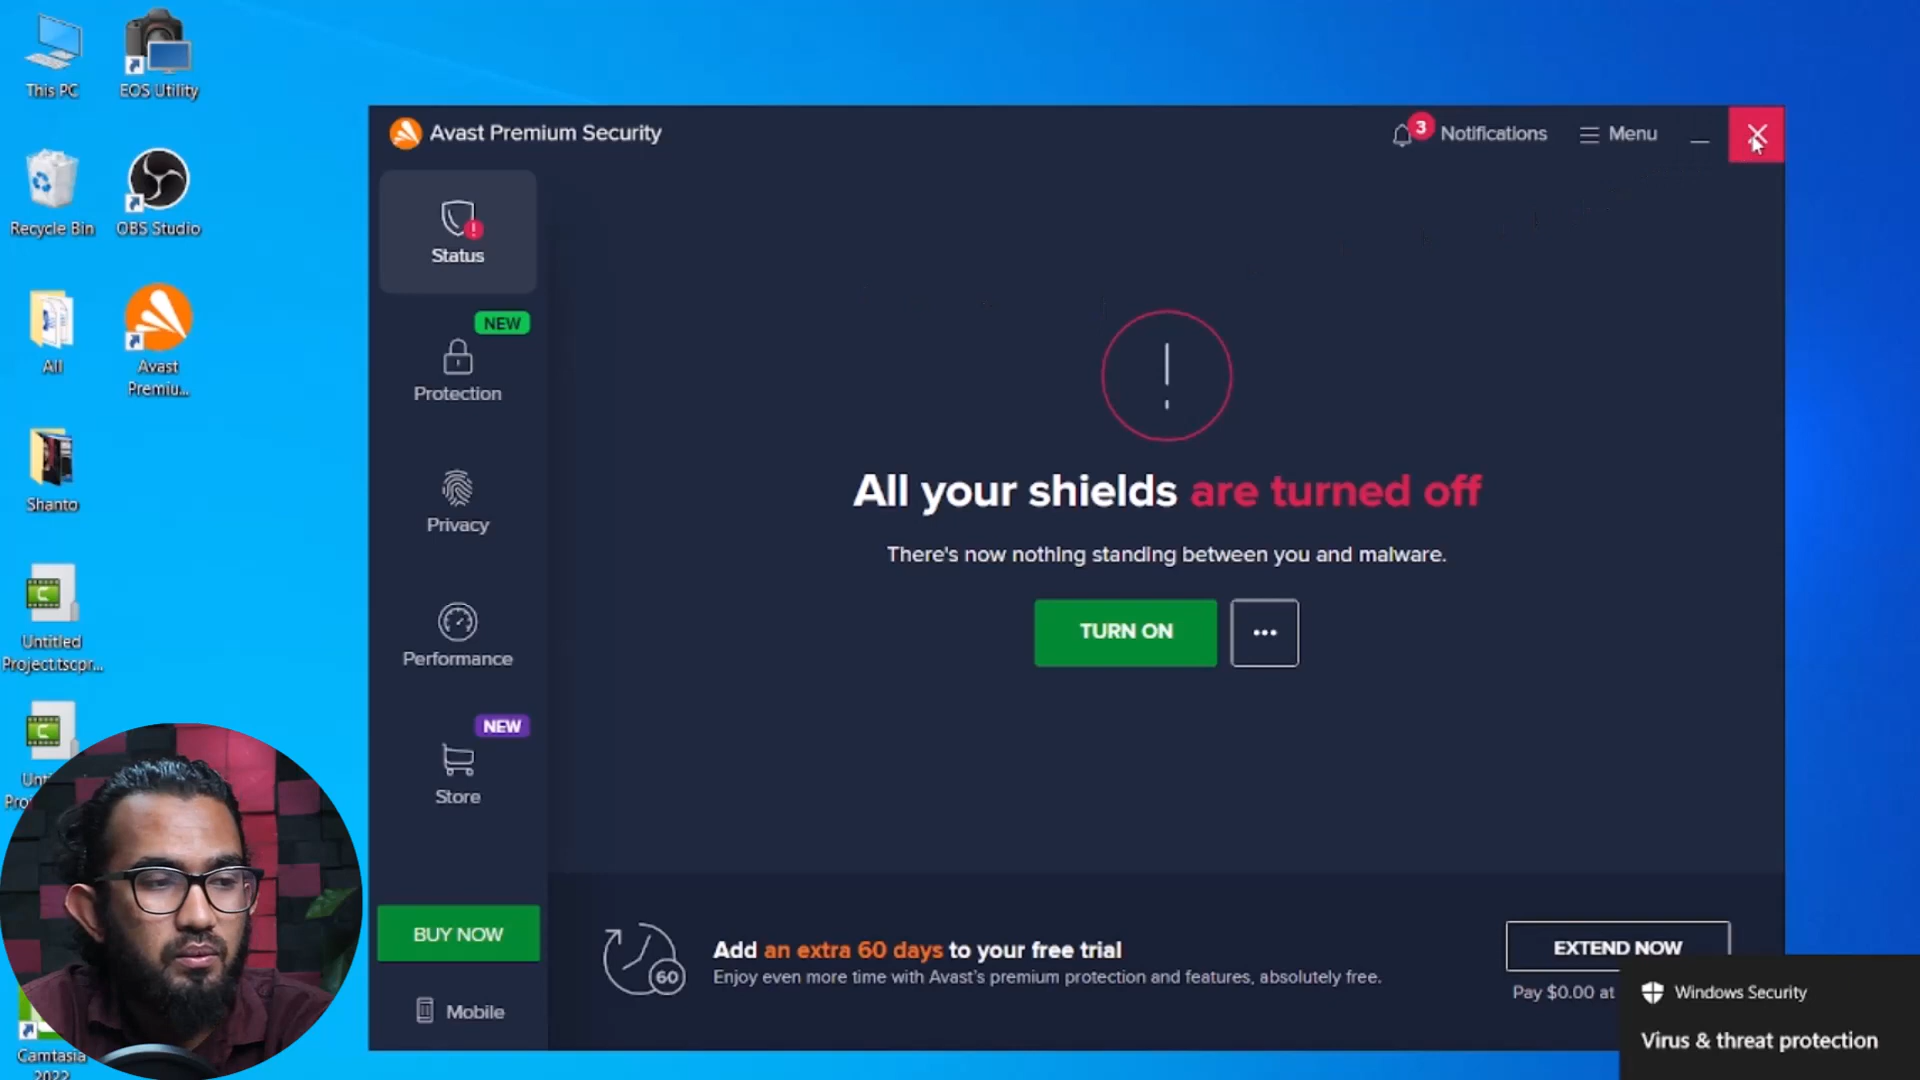 This PC
EOS Utility
Recycle Bin
OBS Studio
All
Avast
Premiu...
Shanto
Untitled
Project.tscpr...
Camtasia
2022
Avast Premium Security
3
Notifications
Menu
Status
NEW
Protection
Privacy
Performance
NEW
Store
BUY NOW
Mobile
All your shields are turned off
There's now nothing standing between you and malware.
TURN ON
60
Add an extra 60 days to your free trial
Enjoy even more time with Avast's premium protection and features, absolutely free.
EXTEND NOW
Pay $0.00 at
Windows Security
Virus & threat protection